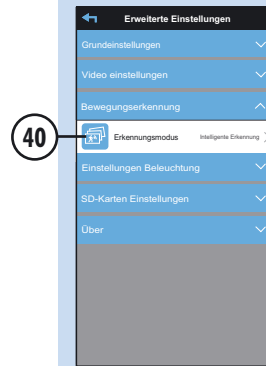 Erweiterte Einstellungen
Grundeinstellungen
Video einstellungen
Bewegungserkennung
40
Erkennungsmodus Intelligente Erkennung
Einstellungen Beleuchtung
SD-Karten Einstellungen
Über